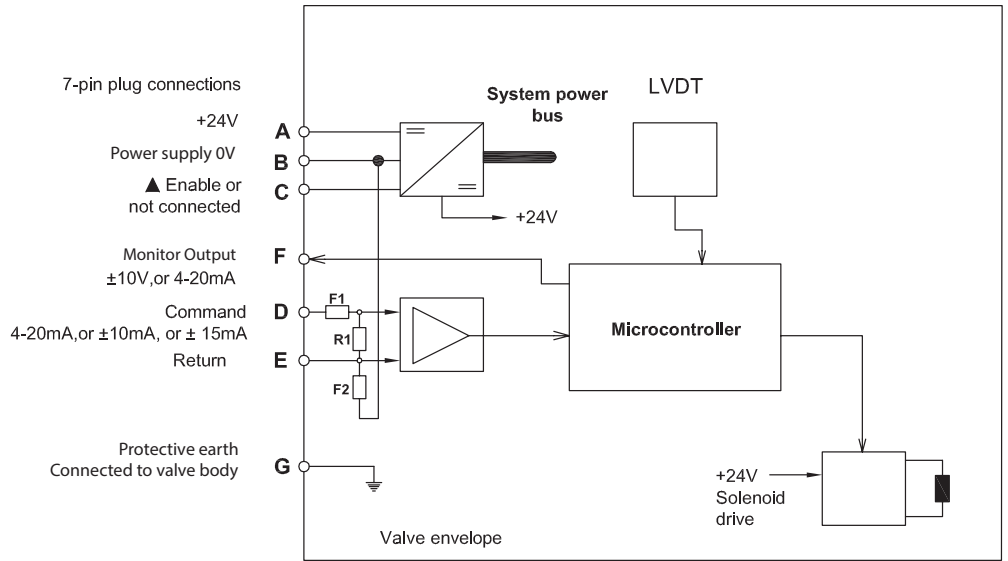 7-pin plug connections
+24V
A
Power supply 0V
B
▲ Enable or
not connected
C
System power
bus
LVDT
+24V
Monitor Output
±10V,or 4-20mA
F
Command
4-20mA,or ±10mA, or ± 15mA
D
F1
R1
Return
E
F2
Microcontroller
Protective earth
Connected to valve body
G
+24V
Solenoid
drive
Valve envelope